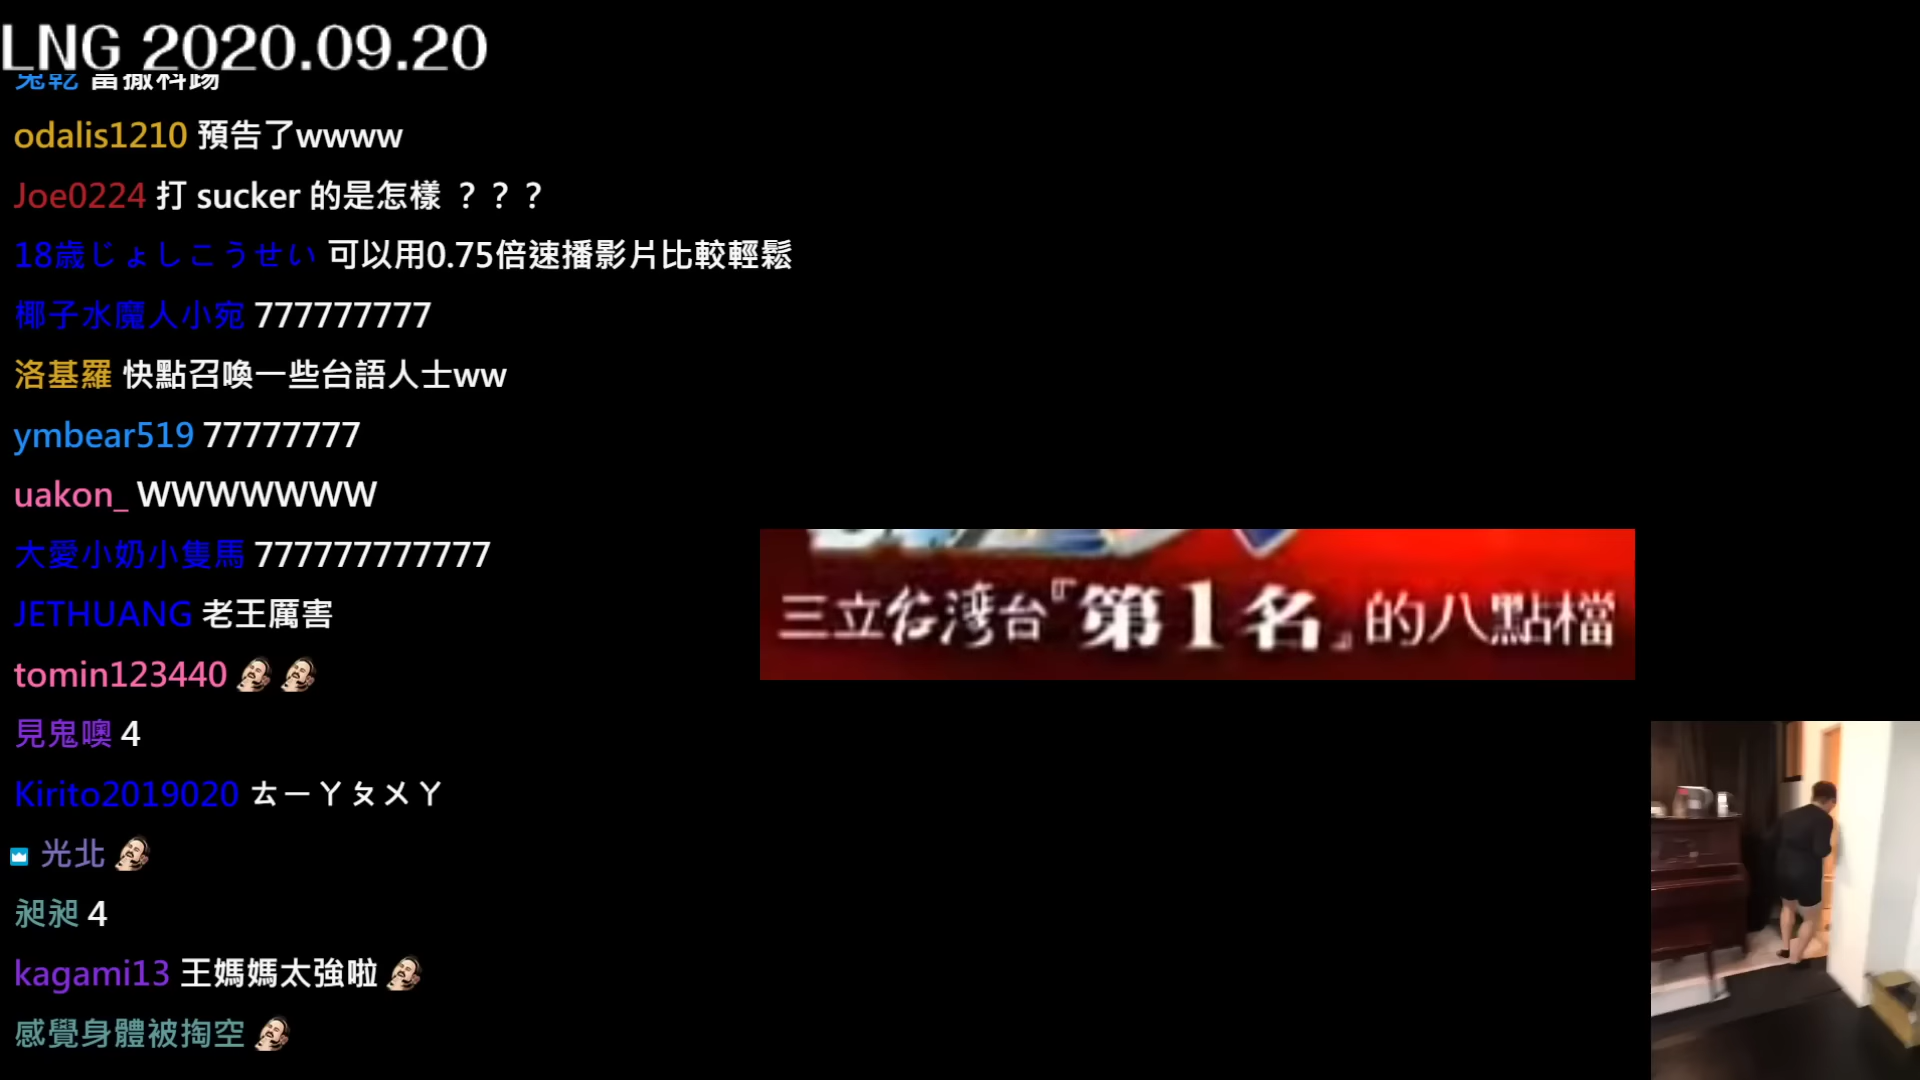 LNG 2020.09.20
兔乾 當撒科踢
odalis1210 預告了wwww
Joe0224 打 sucker 的是怎樣 ？？？
18歳じょしこうせい 可以用0.75倍速播影片比較輕鬆
椰子水魔人小宛 777777777
洛基羅 快點召喚一些台語人士ww
ymbear519 77777777
uakon_ WWWWWWW
大愛小奶小隻馬 777777777777
JETHUANG 老王厲害
tomin123440
見鬼噢 4
Kirito2019020 ㄊㄧㄚㄆㄨㄚ
光北
昶昶 4
kagami13 王媽媽太強啦
感覺身體被掏空
三立台灣台『第1名』的八點檔